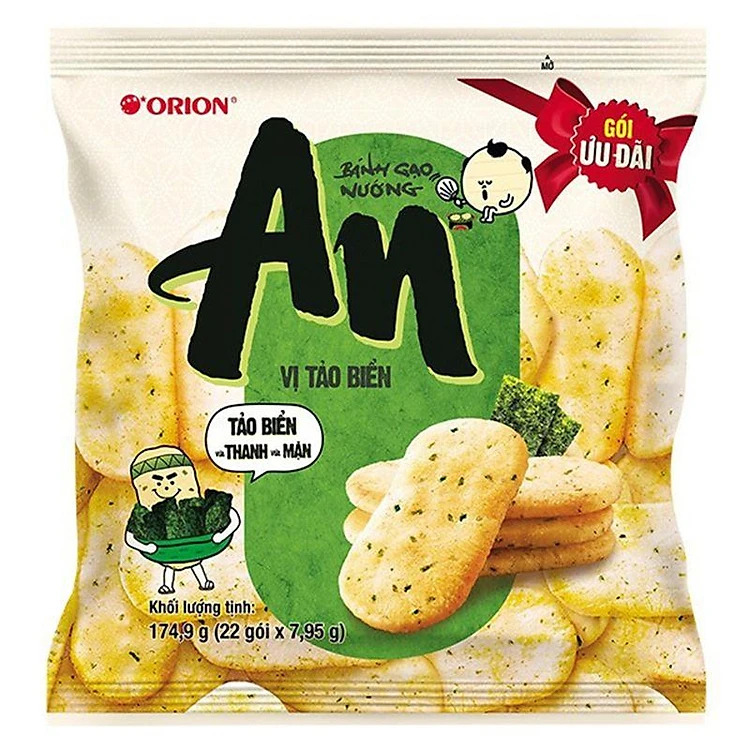 MỞ
ORION
GÓI
ƯU ĐÃI
BÁNH GẠO
NƯỚNG
An
VỊ TẢO BIỂN
TẢO BIỂN
vừa THANH vừa MẶN
Khối lượng tịnh:
174,9 g (22 gói x 7,95 g)